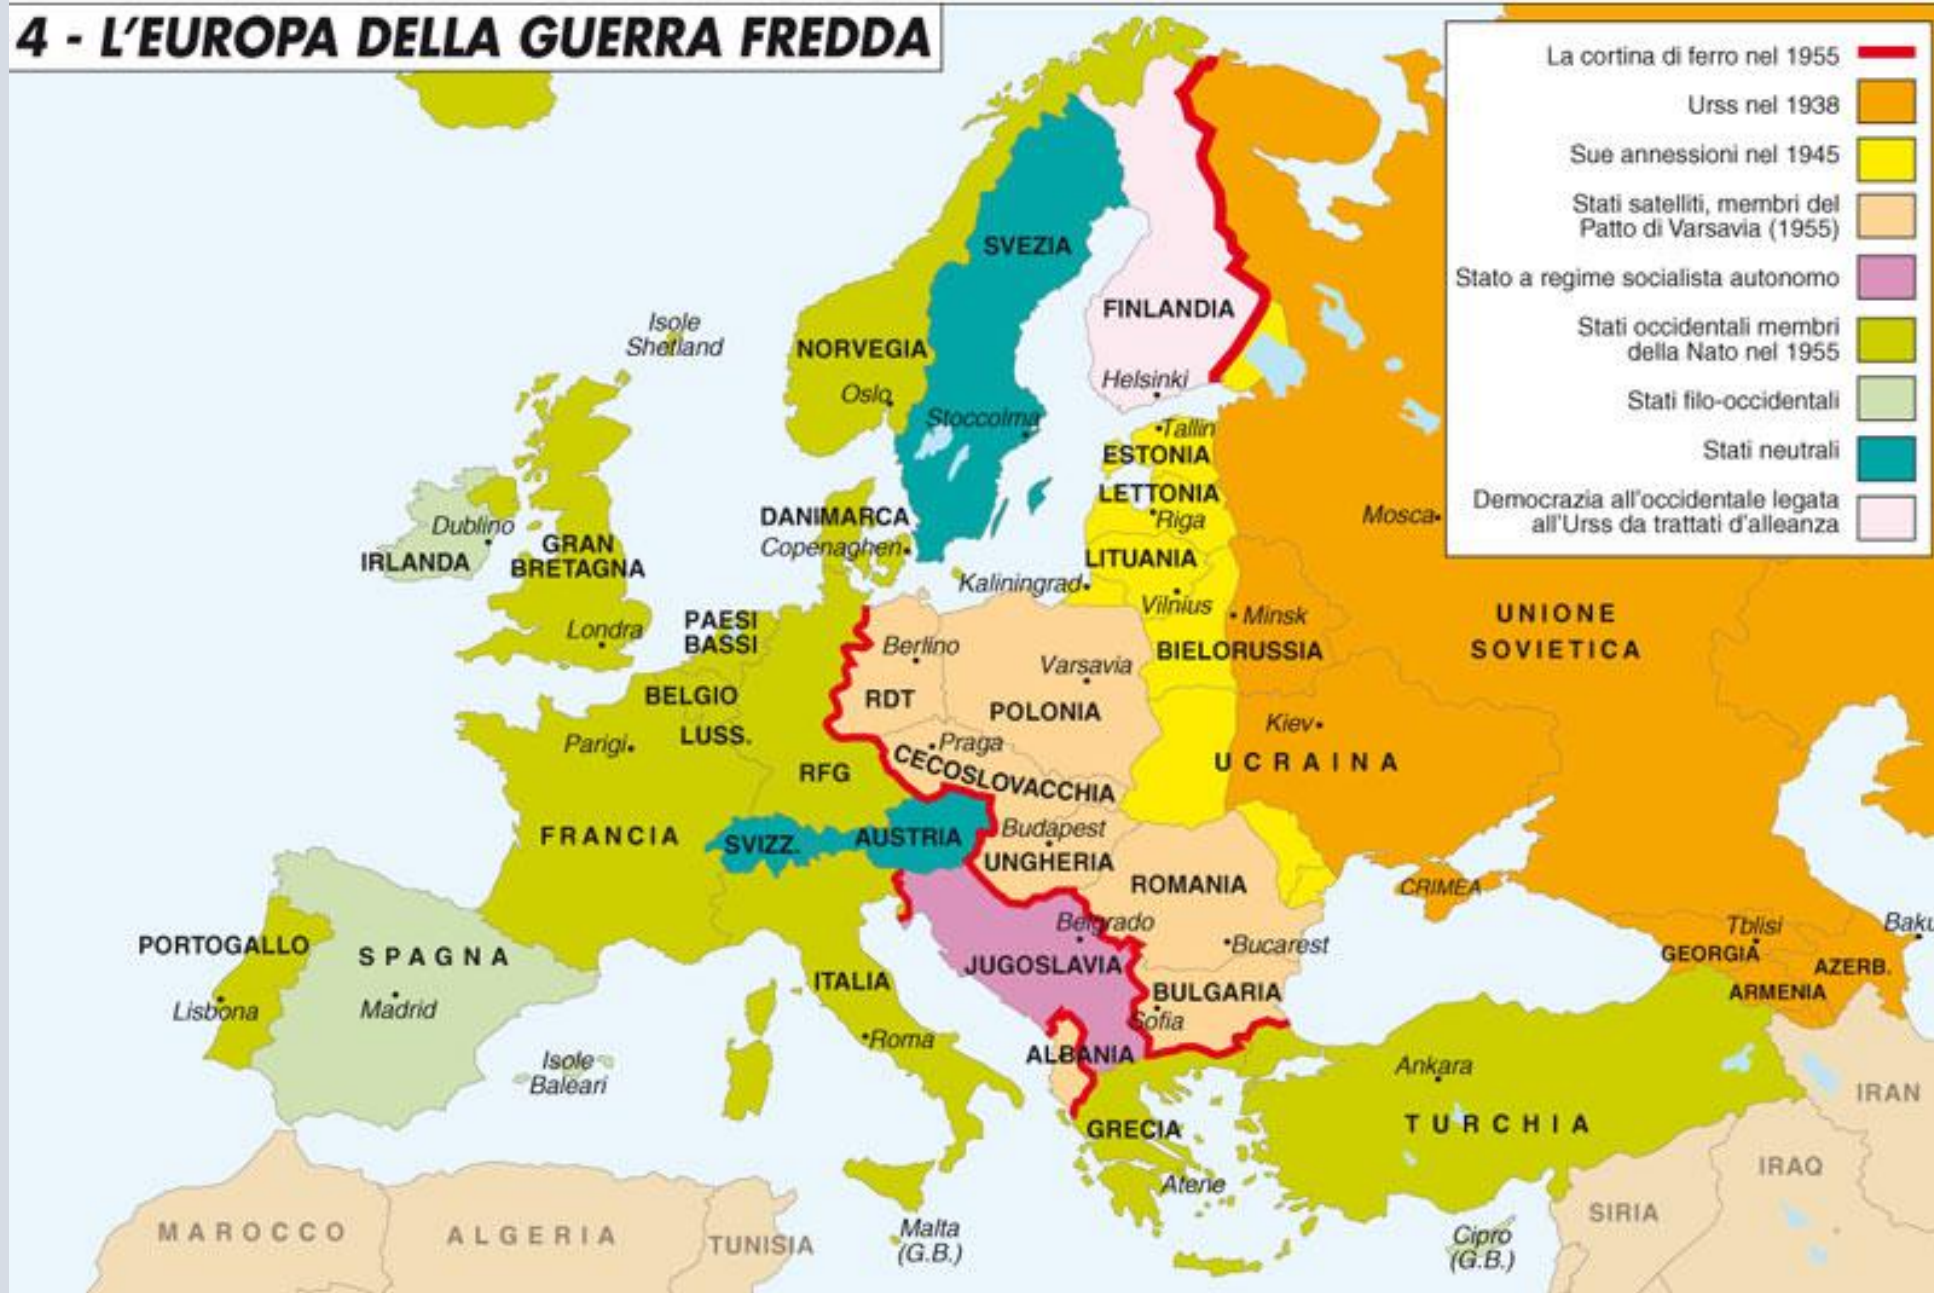 4 - L'EUROPA DELLA GUERRA FREDDA
La cortina di ferro nel 1955
Urss nel 1938
Sue annessioni nel 1945
Stati satelliti, membri del
Patto di Varsavia (1955)
Stato a regime socialista autonomo
Stati occidentali membri
della Nato nel 1955
Stati filo-occidentali
Stati neutrali
Democrazia all'occidentale legata
all'Urss da trattati d'alleanza
SVEZIA
FINLANDIA
Isole
Shetland
NORVEGIA
Helsinki
Oslo
Stoccolma
Tallin
ESTONIA
LETTONIA
Riga
DANIMARCA
Copenaghen
Mosca
Dublino
IRLANDA
GRAN
BRETAGNA
LITUANIA
Kaliningrad
Vilnius
Minsk
UNIONE
SOVIETICA
PAESI
BASSI
Londra
Berlino
Varsavia
BIELORUSSIA
BELGIO
RDT
POLONIA
LUSS.
Parigi
Praga
Kiev
CECOSLOVACCHIA
UCRAINA
RFG
FRANCIA
SVIZZ.
AUSTRIA
Budapest
UNGHERIA
ROMANIA
CRIMEA
Belgrado
Bucarest
Tblisi
Baku
PORTOGALLO
SPAGNA
GEORGIA
AZERB.
JUGOSLAVIA
ITALIA
BULGARIA
ARMENIA
Lisbona
Madrid
Sofia
Roma
ALBANIA
Isole
Baleari
Ankara
IRAN
GRECIA
TURCHIA
IRAQ
Atene
SIRIA
MAROCCO
ALGERIA
TUNISIA
Malta
(G.B.)
Cipro
(G.B.)